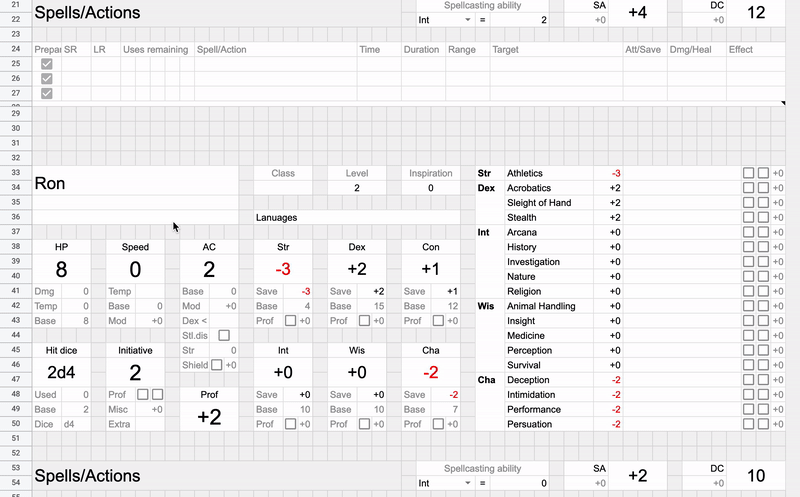 21 Spells/Actions Spellcasting ability SA +4 DC 12
22 Int = 2 +0 +0
23
24 Prepar SR LR Uses remaining Spell/Action Time Duration Range Target Att/Save Dmg/Heal Effect
25
26
27
29
30
31
32
33 Ron Class Level Inspiration Str Athletics -3 +0
34 2 0 Dex Acrobatics +2 +0
35 Sleight of Hand +2 +0
36 Lanuages Stealth +2 +0
37 Int Arcana +0 +0
38 HP Speed AC Str Dex Con History +0 +0
39 8 0 2 -3 +2 +1 Investigation +0 +0
40 Nature +0 +0
41 Dmg 0 Temp Base 0 Save -3 Save +2 Save +1 Religion +0 +0
42 Temp 0 Base 0 Mod +0 Base 4 Base 15 Base 12 Wis Animal Handling +0 +0
43 Base 8 Mod +0 Dex < Prof +0 Prof +0 Prof +0 Insight +0 +0
44 Stl.dis Medicine +0 +0
45 Hit dice Initiative Str 0 Int Wis Cha Perception +0 +0
46 2d4 2 Shield +0 +0 +0 -2 Survival +0 +0
47 Cha Deception -2 +0
48 Used 0 Prof Prof Save +0 Save +0 Save -2 Intimidation -2 +0
49 Base 2 Misc +0 +2 Base 10 Base 10 Base 7 Performance -2 +0
50 Dice d4 Extra Prof +0 Prof +0 Prof +0 Persuation -2 +0
51
52
53 Spells/Actions Spellcasting ability SA +2 DC 10
54 Int = 0 +0 +0